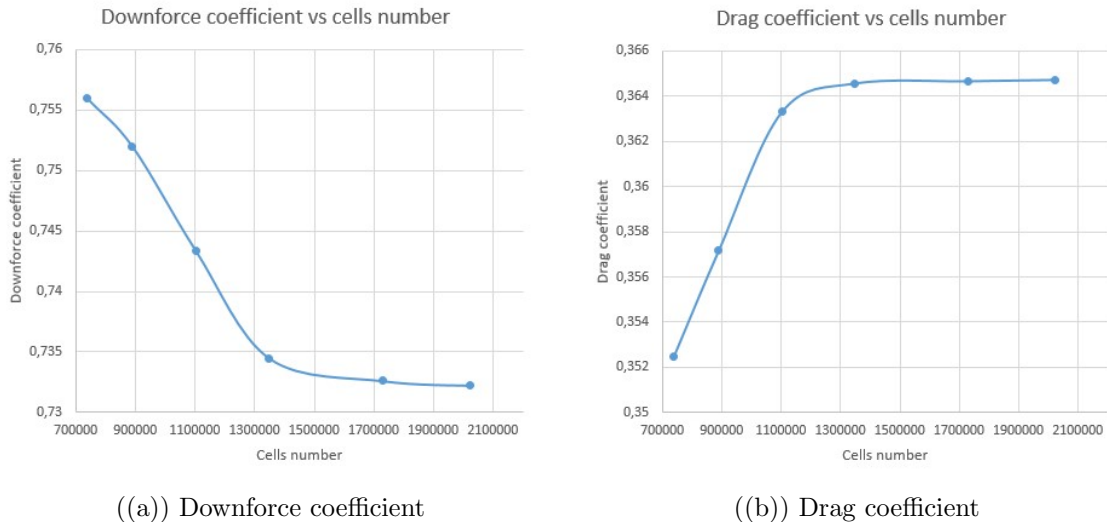 Downforce coefficient vs cells number
0,76
0,755
0,75
0,745
0,74
0,735
0,73
Downforce coefficient
700000 900000 1100000 1300000 1500000 1700000 1900000 2100000
Cells number
((a)) Downforce coefficient
Drag coefficient vs cells number
0,366
0,364
0,362
0,36
0,358
0,356
0,354
0,352
0,35
Drag coefficient
700000 900000 1100000 1300000 1500000 1700000 1900000 2100000
Cells number
((b)) Drag coefficient